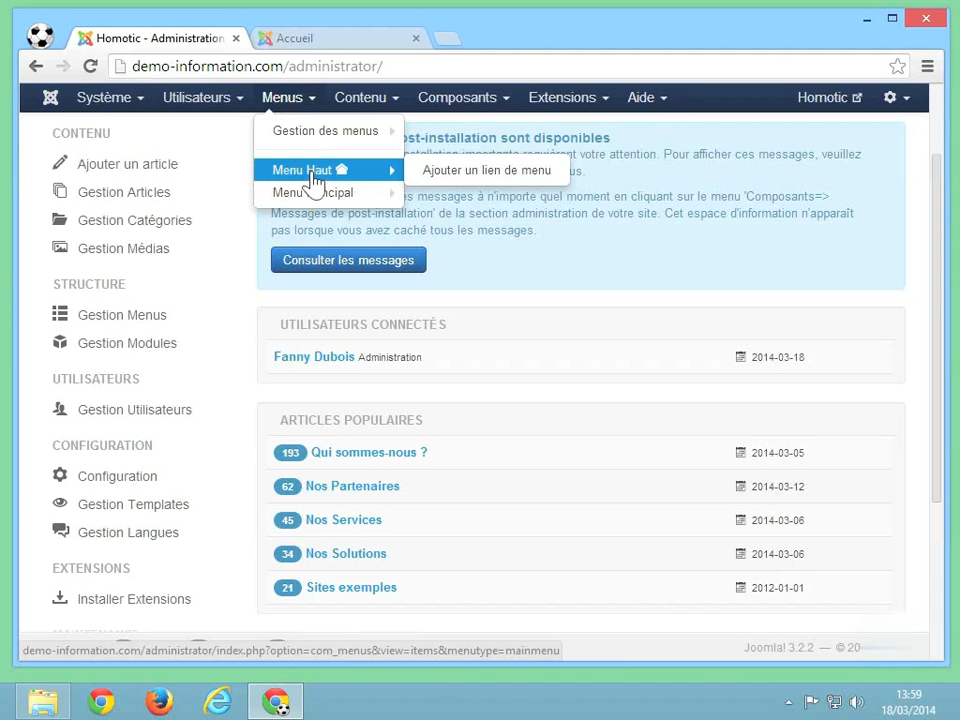 Homotic - Administration
Accueil
demo-information.com/administrator/
Système Utilisateurs Menus Contenu Composants Extensions Aide Homotic
Gestion des menus
Menu Haut
Ajouter un lien de menu
Menu
CONTENU
Ajouter un article
Gestion Articles
Gestion Catégories
Gestion Médias
STRUCTURE
Gestion Menus
Gestion Modules
UTILISATEURS
Gestion Utilisateurs
CONFIGURATION
Configuration
Gestion Templates
Gestion Langues
EXTENSIONS
Installer Extensions
ost-installation sont disponibles
installation importants requièrent votre attention. Pour afficher ces messages, veuillez
us.
es messages à n'importe quel moment en cliquant sur le menu 'Composants=>
Messages de post-installation' de la section administration de votre site. Cet espace d'information n'apparaît
pas lorsque vous avez caché tous les messages.
Consulter les messages
UTILISATEURS CONNECTÉS
Fanny Dubois Administration 2014-03-18
ARTICLES POPULAIRES
193 Qui sommes-nous ? 2014-03-05
62 Nos Partenaires 2014-03-12
45 Nos Services 2014-03-06
34 Nos Solutions 2014-03-06
21 Sites exemples 2012-01-01
demo-information.com/administrator/index.php?option=com_menus&view=items&menutype=mainmenu
Joomla! 3.2.2 — © 20
13:59
18/03/2014